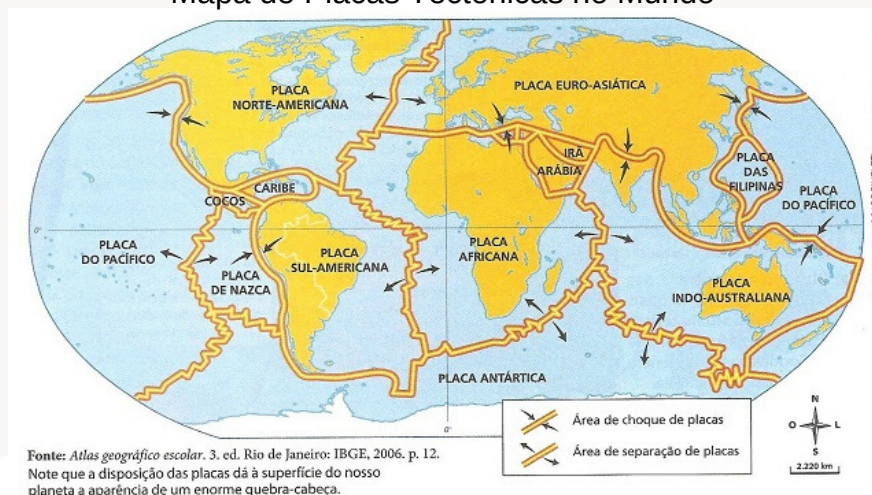 Mapa de Placas Tectônicas no Mundo
PLACA
NORTE-AMERICANA
PLACA EURO-ASIÁTICA
IRÃ
ARÁBIA
PLACA
DAS
FILIPINAS
PLACA
DO PACÍFICO
CARIBE
COCOS
0°
PLACA
DO PACÍFICO
PLACA
DE NAZCA
PLACA
SUL-AMERICANA
PLACA
AFRICANA
PLACA
INDO-AUSTRALIANA
PLACA ANTÁRTICA
0°
Área de choque de placas
Área de separação de placas
N
O L
S
2.220 km
Fonte: Atlas geográfico escolar. 3. ed. Rio de Janeiro: IBGE, 2006. p. 12.
Note que a disposição das placas dá à superfície do nosso
planeta a aparência de um enorme quebra-cabeça.